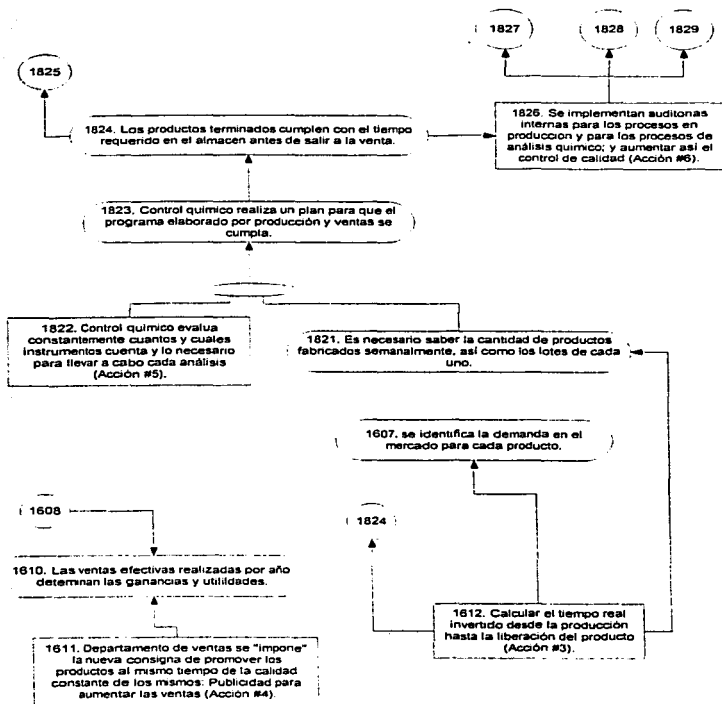 1827
1828
1829
1825
1824. Los productos terminados cumplen con el tiempo
requerido en el almacen antes de salir a la venta.
1826. Se implementan auditorias
internas para los procesos en
produccion y para los procesos de
análisis quimico; y aumentar así el
control de calidad (Acción #6).
1823. Control quimico realiza un plan para que el
programa elaborado por producción y ventas se
cumpla.
1822. Control quimico evalua
constantemente cuantos y cuales
instrumentos cuenta y lo necesario
para llevar a cabo cada análisis
(Acción #5).
1821. Es necesario saber la cantidad de productos
fabricados semanalmente, así como los lotes de cada
uno.
1607. se identifica la demanda en el
mercado para cada producto.
1608
1824
1610. Las ventas efectivas realizadas por año
determinan las ganancias y utilildades.
1612. Calcular el tiempo real
invertido desde la producción
hasta la liberación del producto
(Acción #3).
1611. Departamento de ventas se "impone"
la nueva consigna de promover los
productos al mismo tiempo de la calidad
constante de los mismos: Publicidad para
aumentar las ventas (Acción #4).